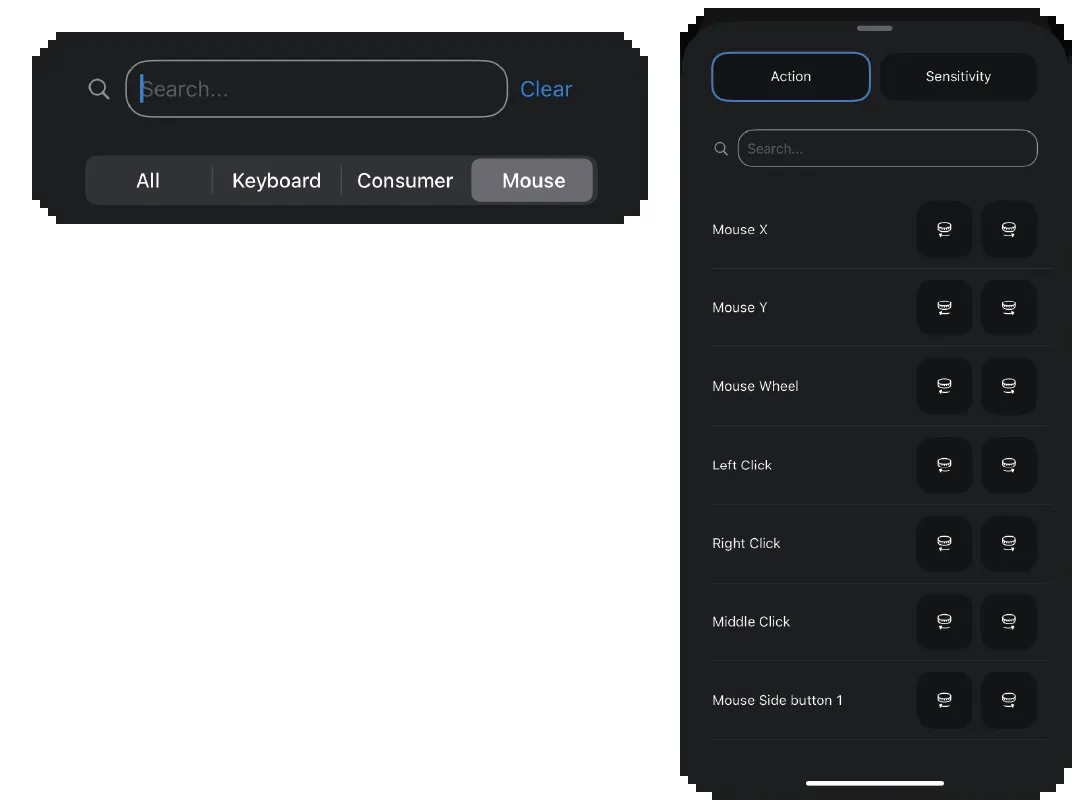 Search...
Clear
All
Keyboard
Consumer
Mouse
Action
Sensitivity
Search...
Mouse X
Mouse Y
Mouse Wheel
Left Click
Right Click
Middle Click
Mouse Side button 1